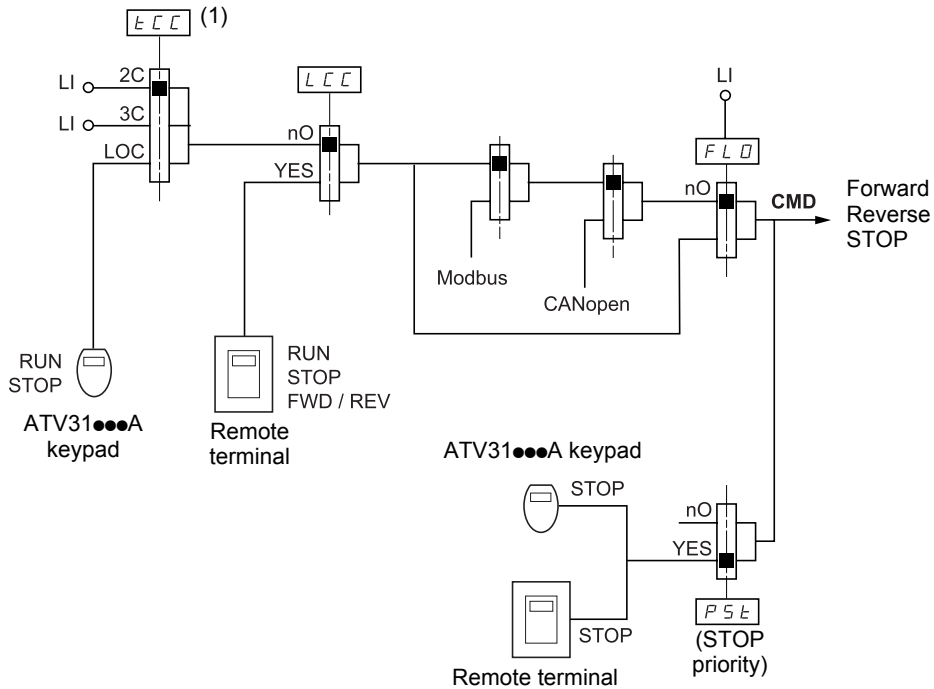 tCC (1)
LI 2C
LI 3C
LOC
LCC
nO
YES
LI
FLO
nO
CMD
Forward
Reverse
STOP
Modbus
CANopen
RUN
STOP
ATV31●●●A
keypad
RUN
STOP
FWD / REV
Remote
terminal
ATV31●●●A keypad
STOP
nO
YES
PSt
(STOP
priority)
STOP
Remote terminal